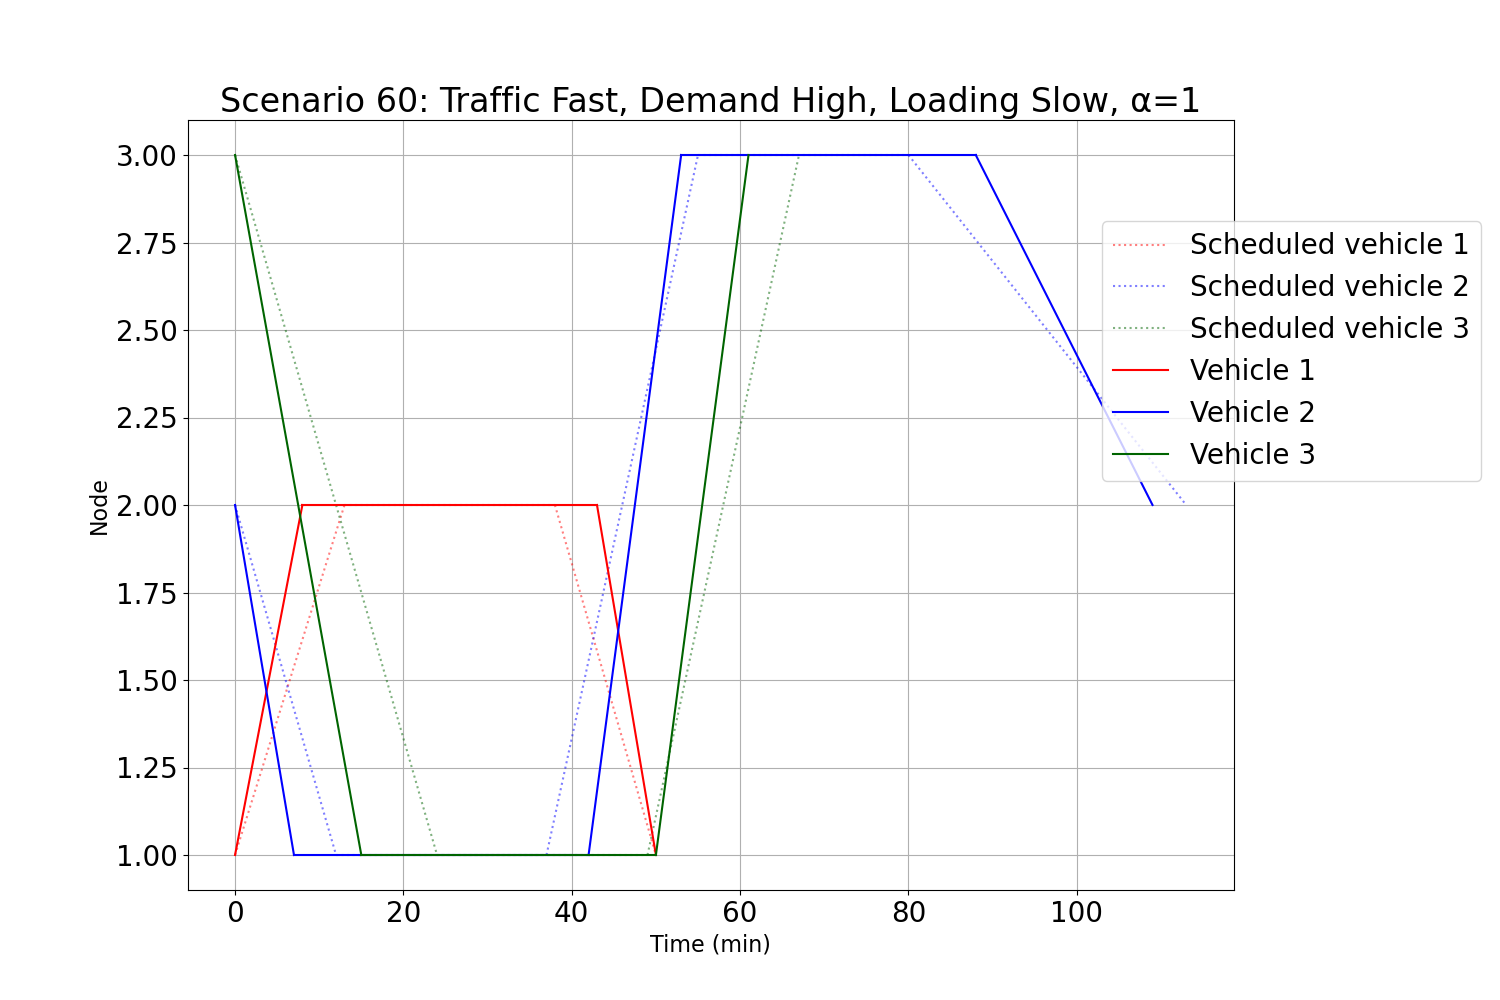 Scenario 60: Traffic Fast, Demand High, Loading Slow, α=1
3.00
2.75
2.50
2.25
2.00
1.75
1.50
1.25
1.00
Node
0 20 40 60 80 100
Time (min)
Scheduled vehicle 1
Scheduled vehicle 2
Scheduled vehicle 3
Vehicle 1
Vehicle 2
Vehicle 3